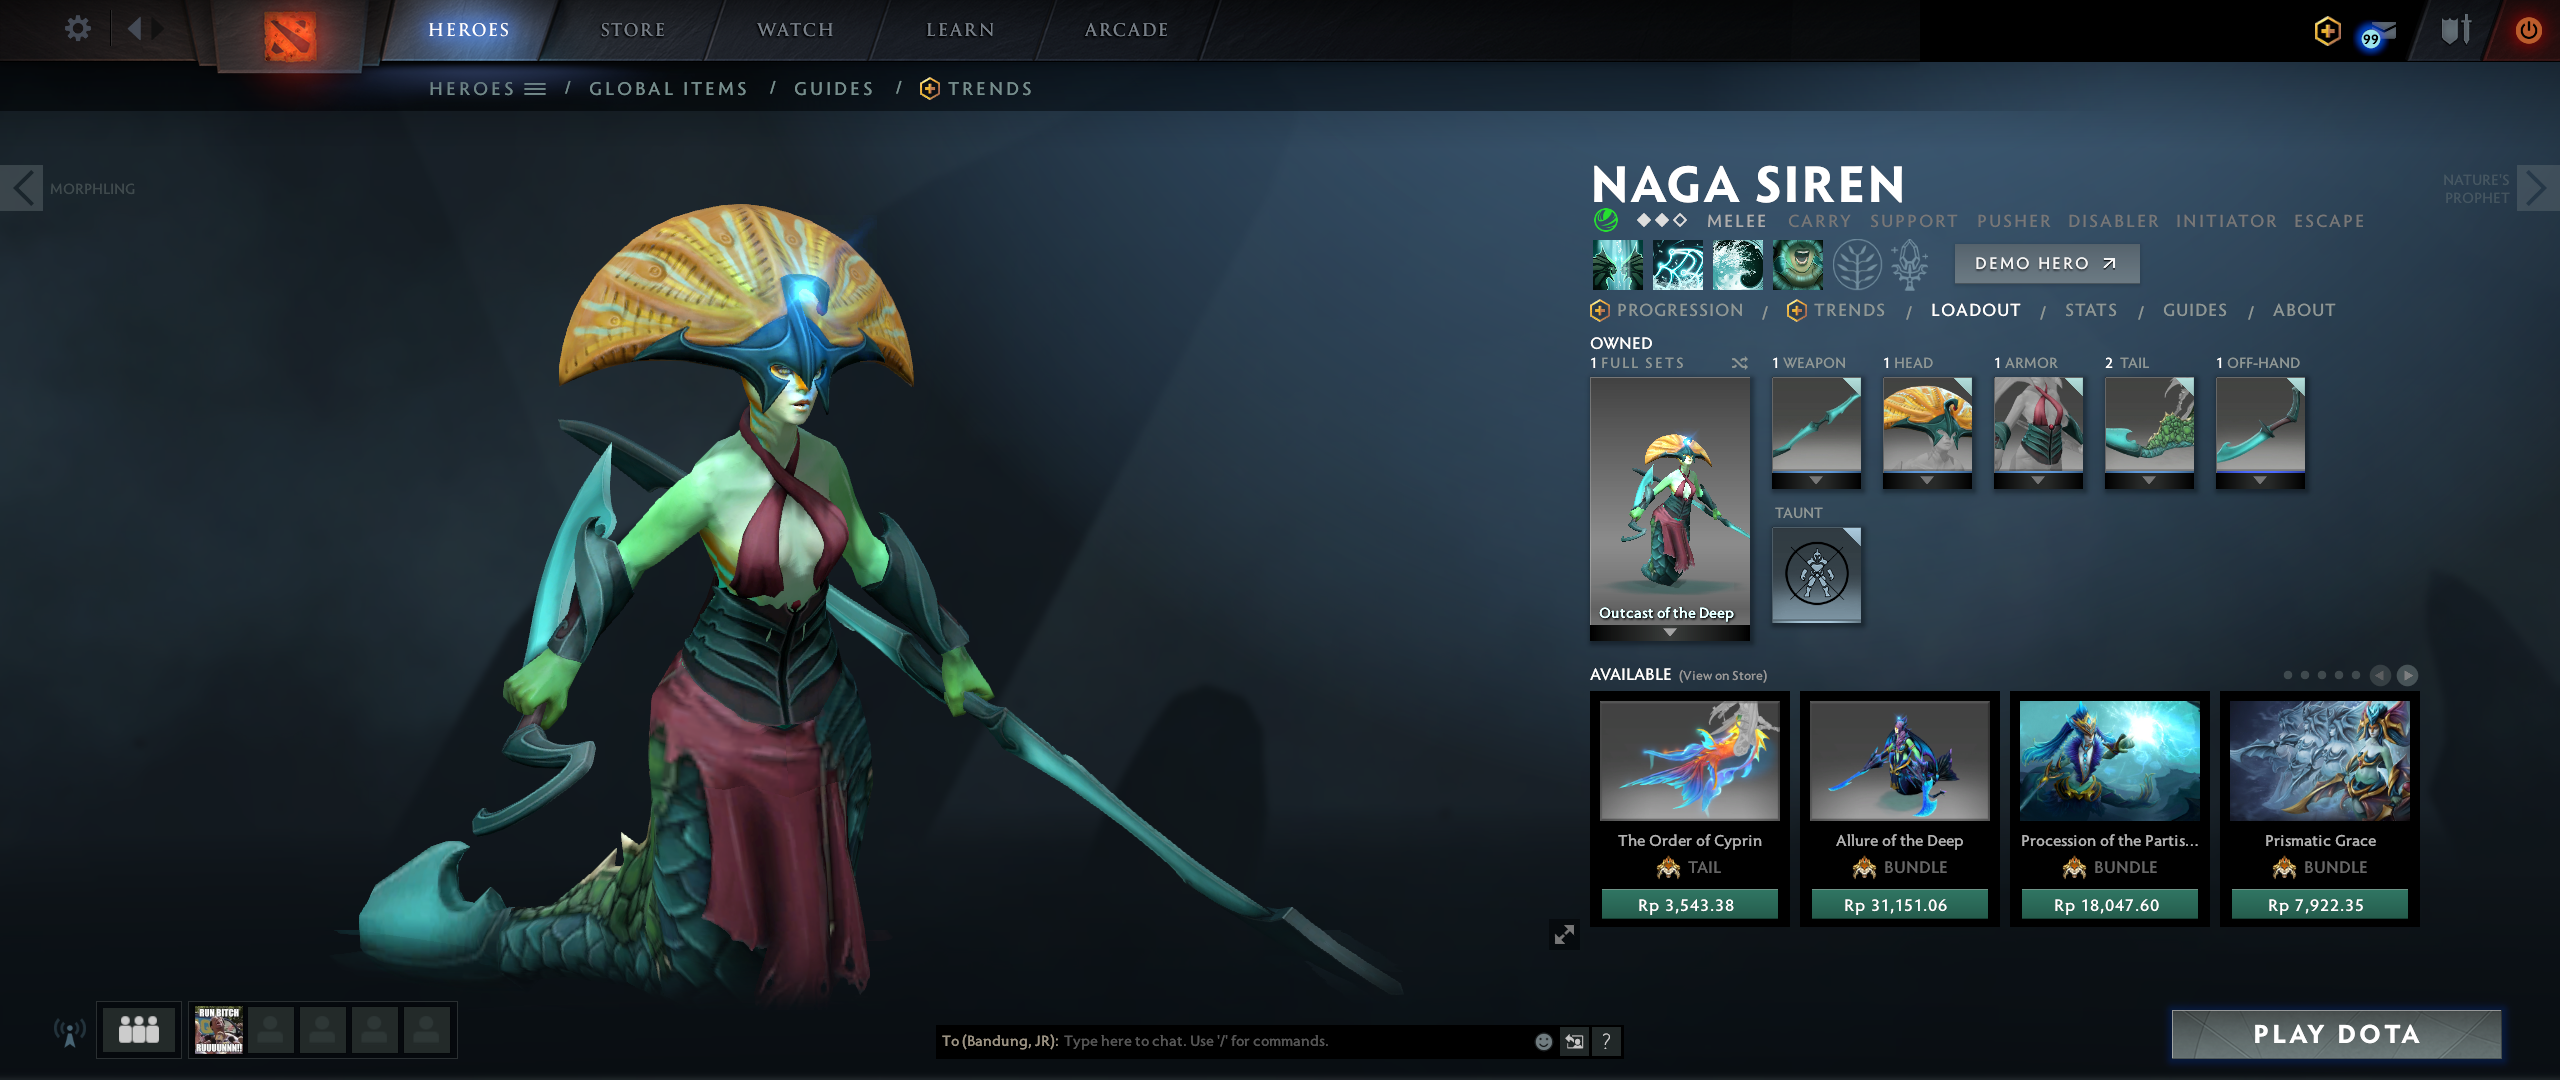 HEROES
STORE
WATCH
LEARN
ARCADE
99
HEROES / GLOBAL ITEMS / GUIDES / TRENDS
MORPHLING
NATURE'S
PROPHET
NAGA SIREN
MELEE CARRY SUPPORT PUSHER DISABLER INITIATOR ESCAPE
DEMO HERO
PROGRESSION / TRENDS / LOADOUT / STATS / GUIDES / ABOUT
OWNED
1 FULL SETS
1 WEAPON
1 HEAD
1 ARMOR
2 TAIL
1 OFF-HAND
TAUNT
Outcast of the Deep
AVAILABLE (View on Store)
The Order of Cyprin
TAIL
Rp 3,543.38
Allure of the Deep
BUNDLE
Rp 31,151.06
Procession of the Partis...
BUNDLE
Rp 18,047.60
Prismatic Grace
BUNDLE
Rp 7,922.35
RUN BITCH
RUUUUNNN!!
To (Bandung, JR): Type here to chat. Use '/' for commands.
?
PLAY DOTA